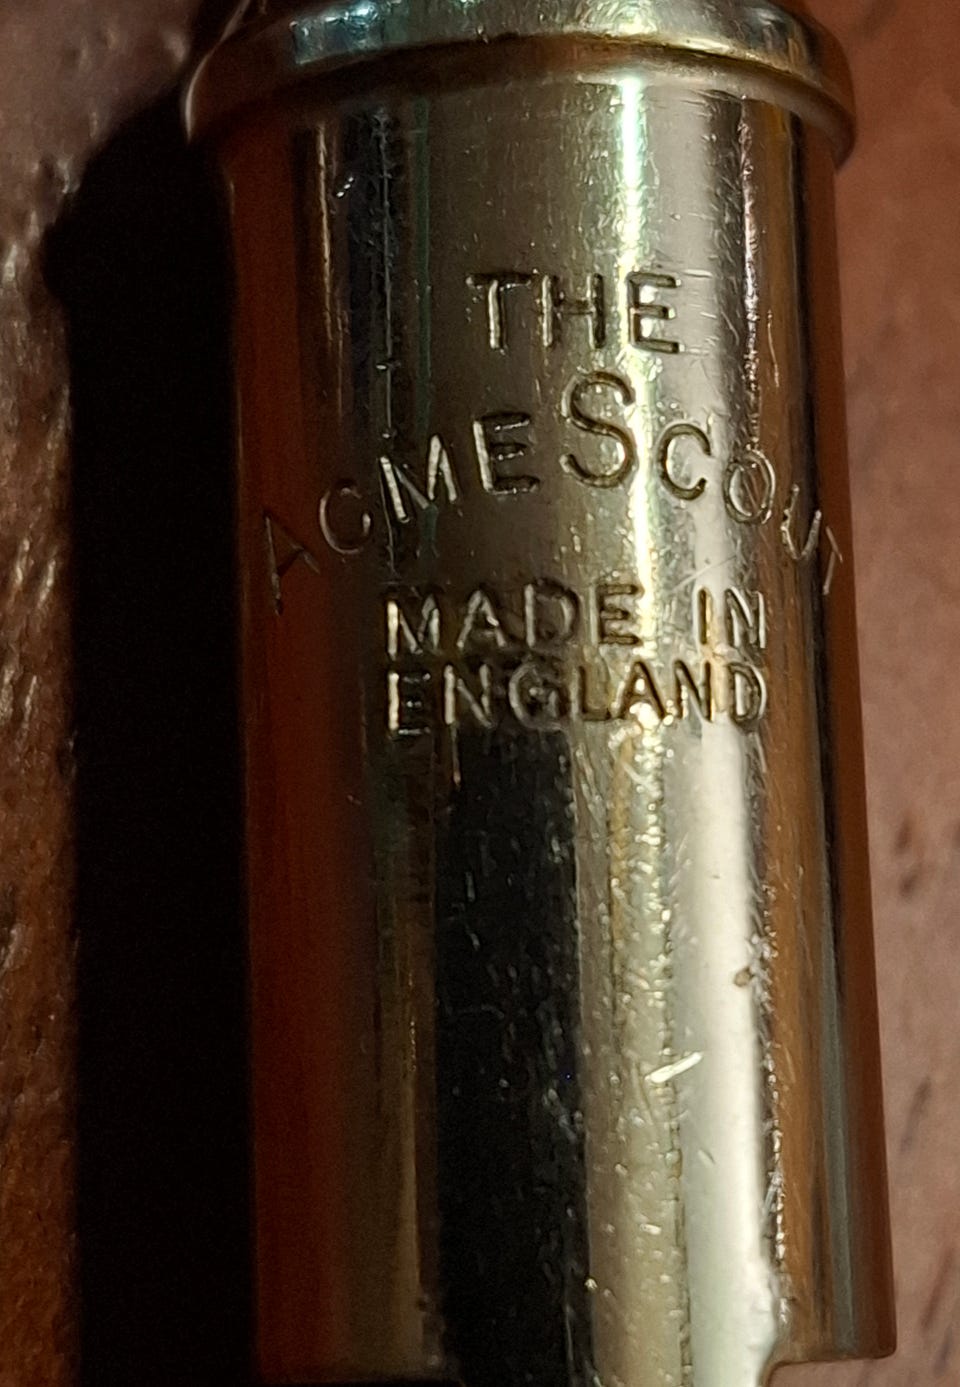 THE
ACME SCOUT
MADE IN
ENGLAND